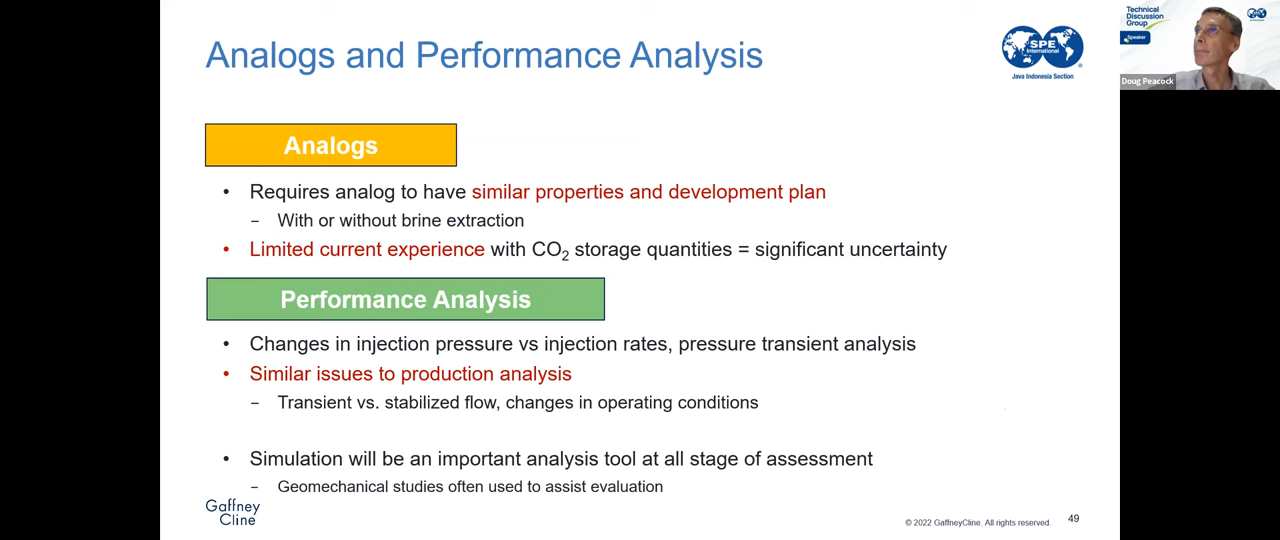 Analogs and Performance Analysis
SPE
International
Java Indonesia Section
Technical
Discussion
Group
Speaker
Doug Peacock
Analogs
• Requires analog to have similar properties and development plan
– With or without brine extraction
• Limited current experience with CO₂ storage quantities = significant uncertainty
Performance Analysis
• Changes in injection pressure vs injection rates, pressure transient analysis
• Similar issues to production analysis
– Transient vs. stabilized flow, changes in operating conditions
• Simulation will be an important analysis tool at all stage of assessment
– Geomechanical studies often used to assist evaluation
Gaffney
Cline
© 2022 GaffneyCline. All rights reserved.
49